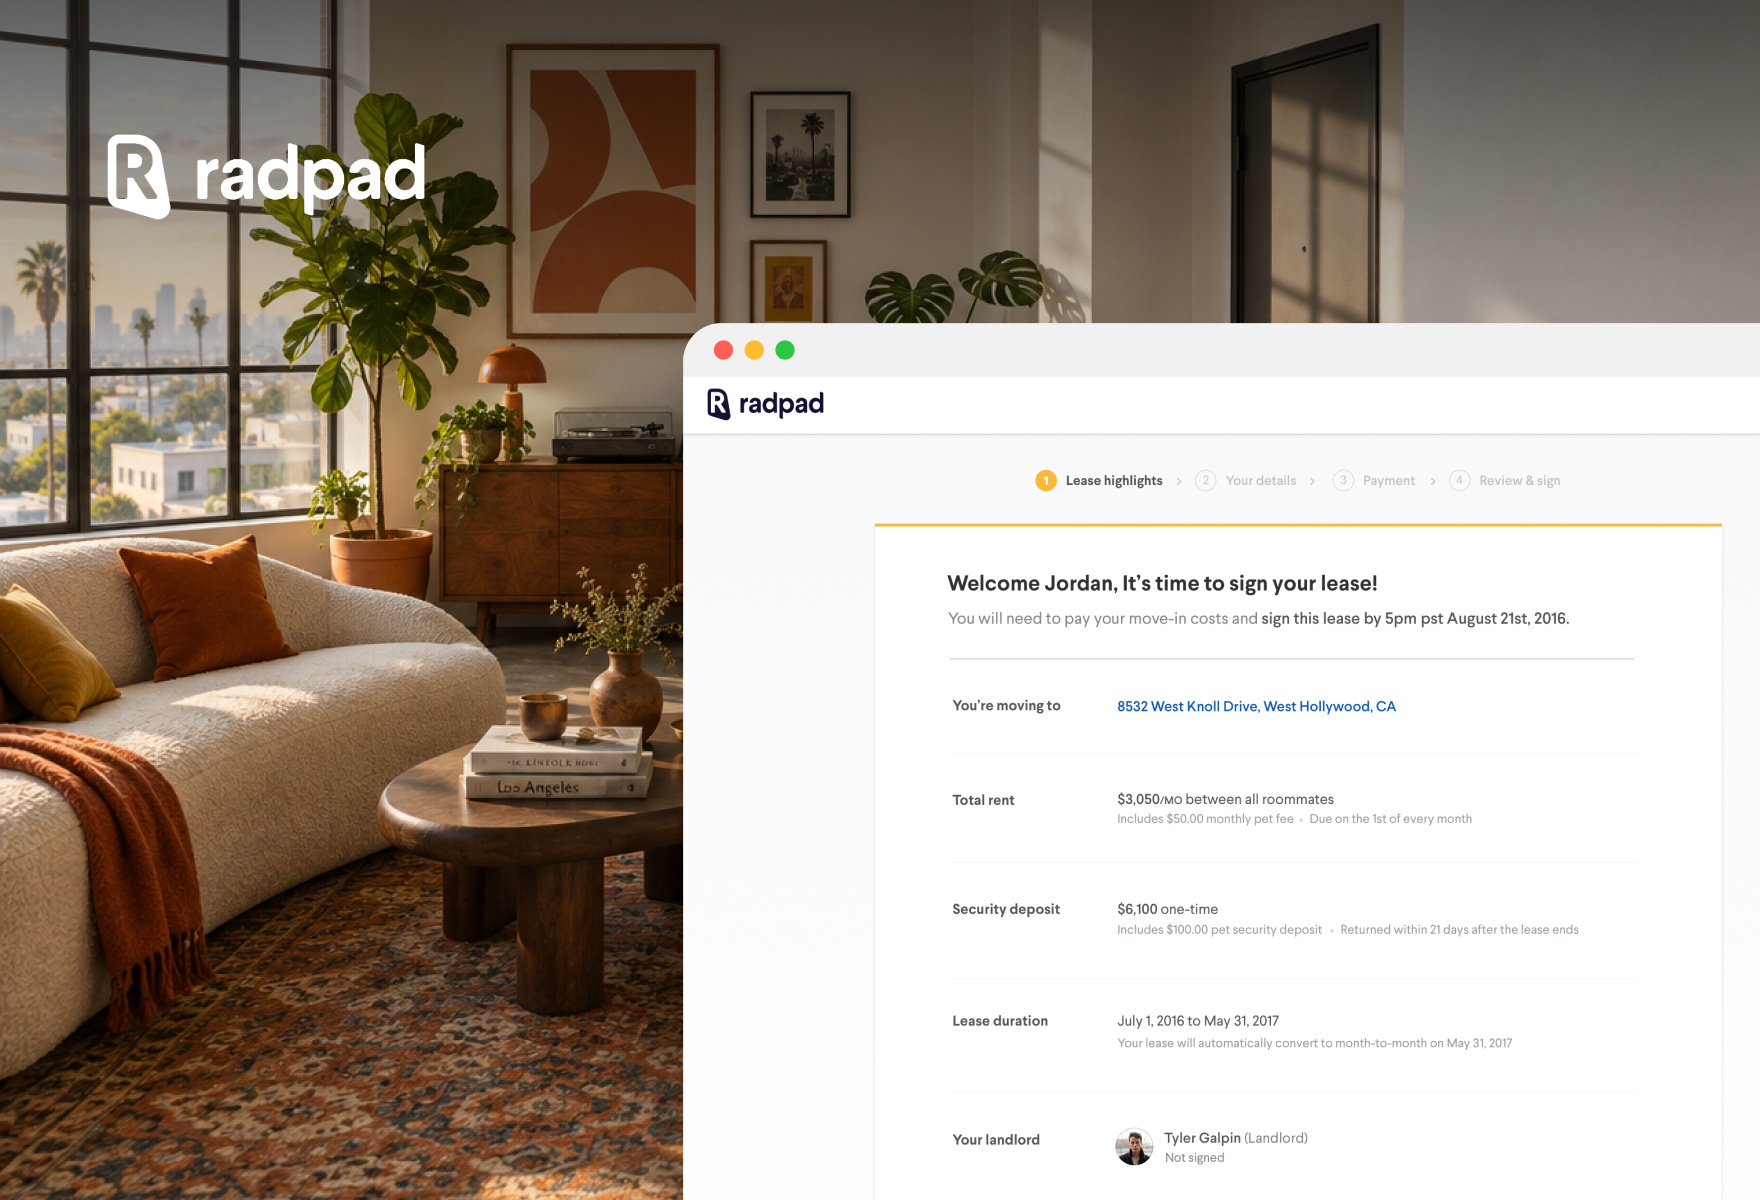 R radpad
R radpad
1 Lease highlights > 2 Your details > 3 Payment > 4 Review & sign
Welcome Jordan, It's time to sign your lease!
You will need to pay your move-in costs and sign this lease by 5pm pst August 21st, 2016.
You're moving to
8532 West Knoll Drive, West Hollywood, CA
Total rent
$3,050/MO between all roommates
Includes $50.00 monthly pet fee • Due on the 1st of every month
Security deposit
$6,100 one-time
Includes $100.00 pet security deposit • Returned within 21 days after the lease ends
Lease duration
July 1, 2016 to May 31, 2017
Your lease will automatically convert to month-to-month on May 31, 2017
Your landlord
Tyler Galpin (Landlord)
Not signed
Los Angeles